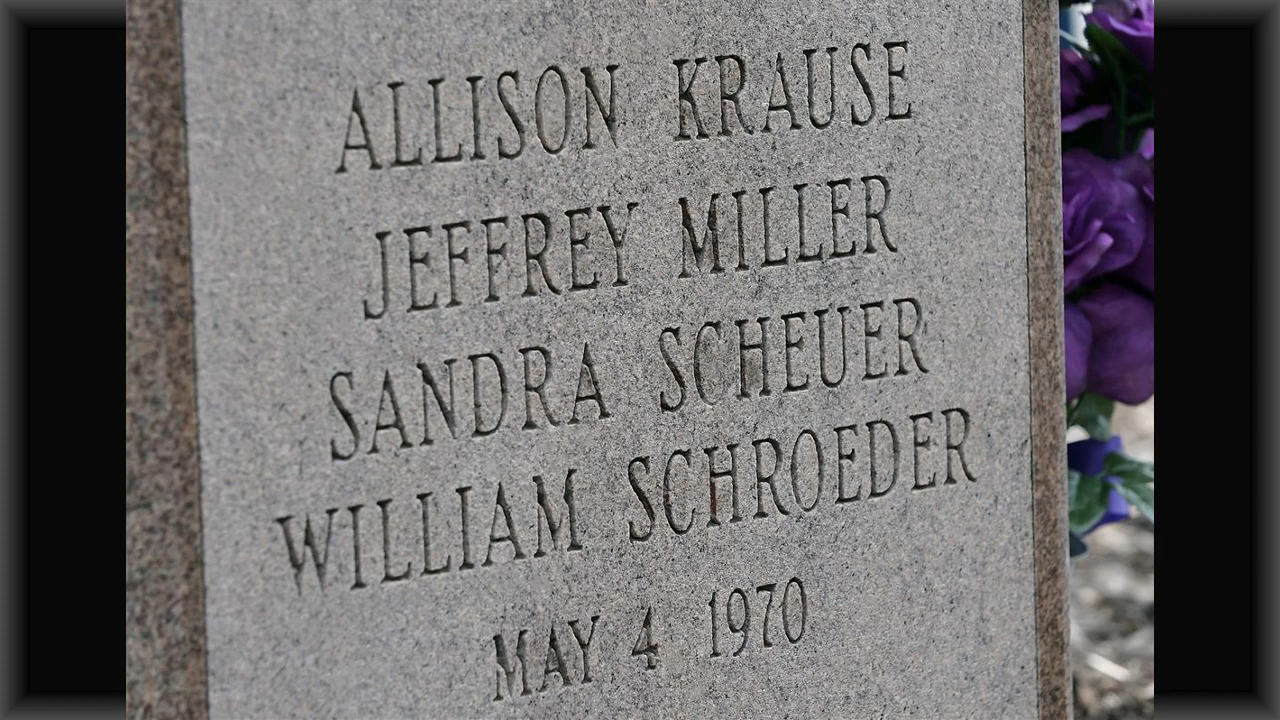 ALLISON KRAUSE
JEFFREY MILLER
SANDRA SCHEUER
WILLIAM SCHROEDER
MAY 4 1970